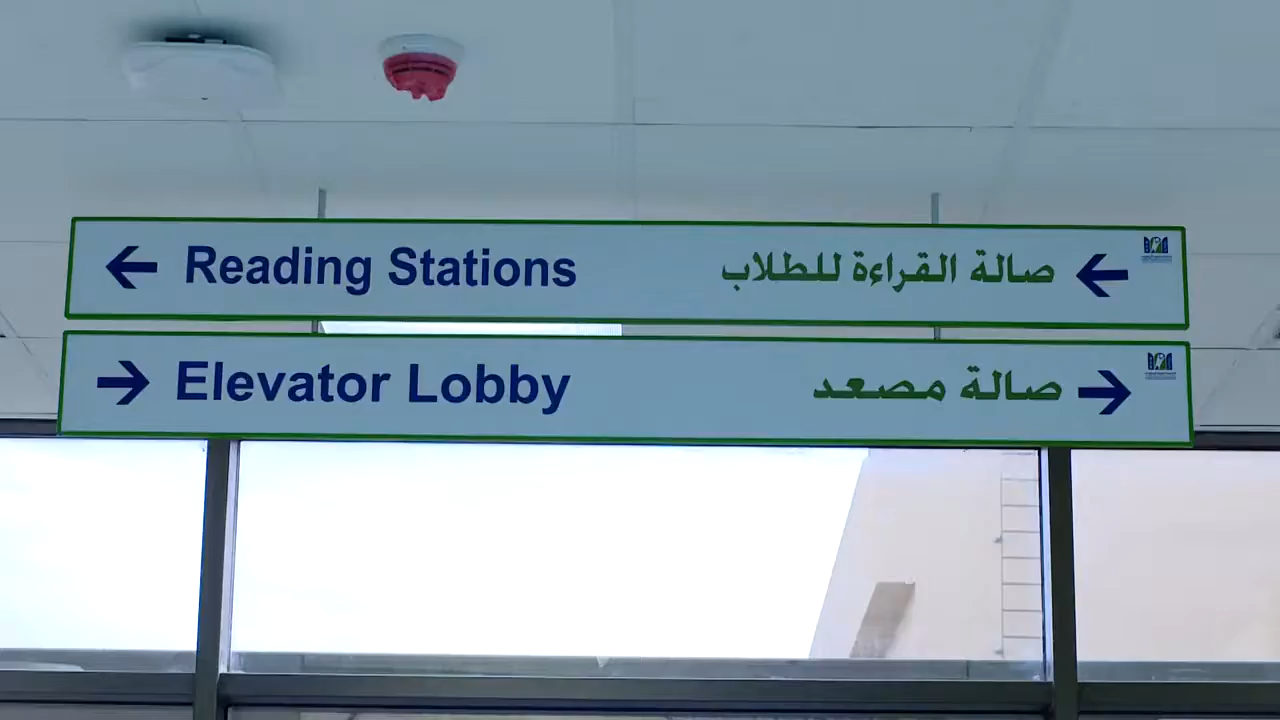 Reading Stations
صالة القراءة للطلاب
Elevator Lobby
صالة مصعد